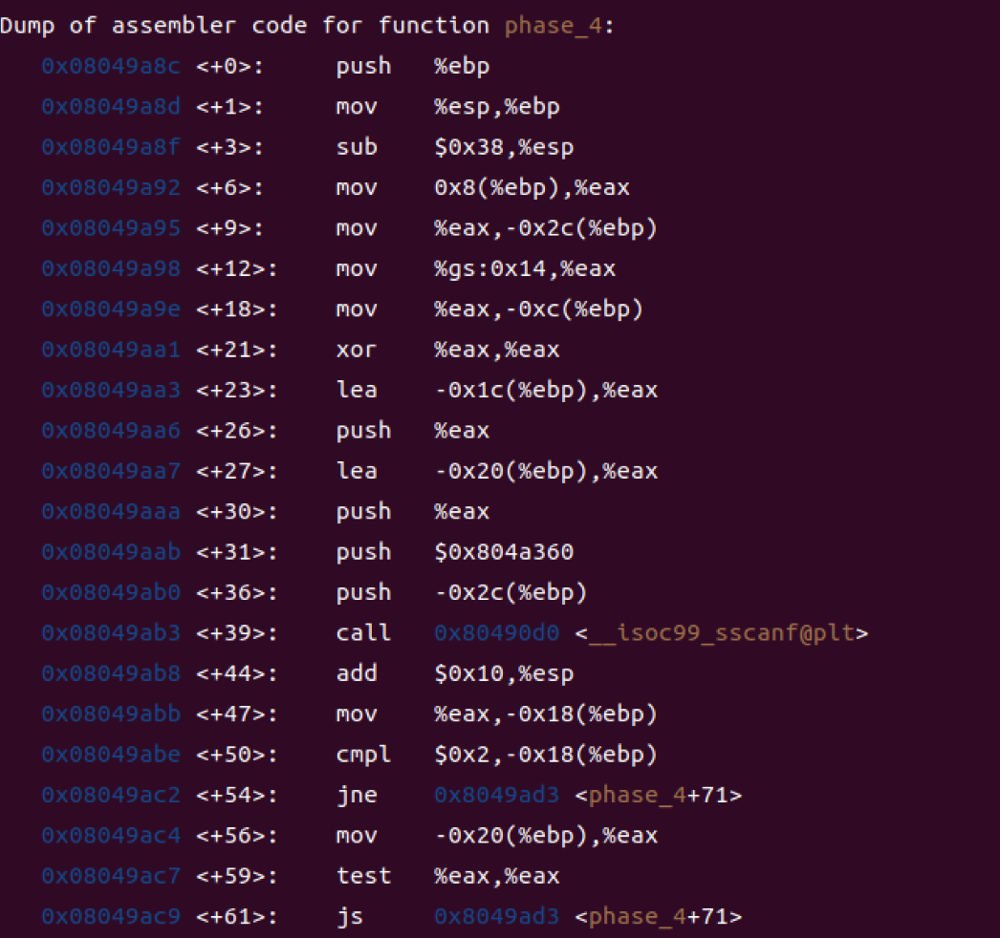 Dump of assembler code for function phase_4:
0x08049a8c <+0>: push %ebp
0x08049a8d <+1>: mov %esp,%ebp
0x08049a8f <+3>: sub $0x38,%esp
0x08049a92 <+6>: mov 0x8(%ebp),%eax
0x08049a95 <+9>: mov %eax,-0x2c(%ebp)
0x08049a98 <+12>: mov %gs:0x14,%eax
0x08049a9e <+18>: mov %eax,-0xc(%ebp)
0x08049aa1 <+21>: xor %eax,%eax
0x08049aa3 <+23>: lea -0x1c(%ebp),%eax
0x08049aa6 <+26>: push %eax
0x08049aa7 <+27>: lea -0x20(%ebp),%eax
0x08049aaa <+30>: push %eax
0x08049aab <+31>: push $0x804a360
0x08049ab0 <+36>: push -0x2c(%ebp)
0x08049ab3 <+39>: call 0x80490d0 <__isoc99_sscanf@plt>
0x08049ab8 <+44>: add $0x10,%esp
0x08049abb <+47>: mov %eax,-0x18(%ebp)
0x08049abe <+50>: cmpl $0x2,-0x18(%ebp)
0x08049ac2 <+54>: jne 0x8049ad3 <phase_4+71>
0x08049ac4 <+56>: mov -0x20(%ebp),%eax
0x08049ac7 <+59>: test %eax,%eax
0x08049ac9 <+61>: js 0x8049ad3 <phase_4+71>